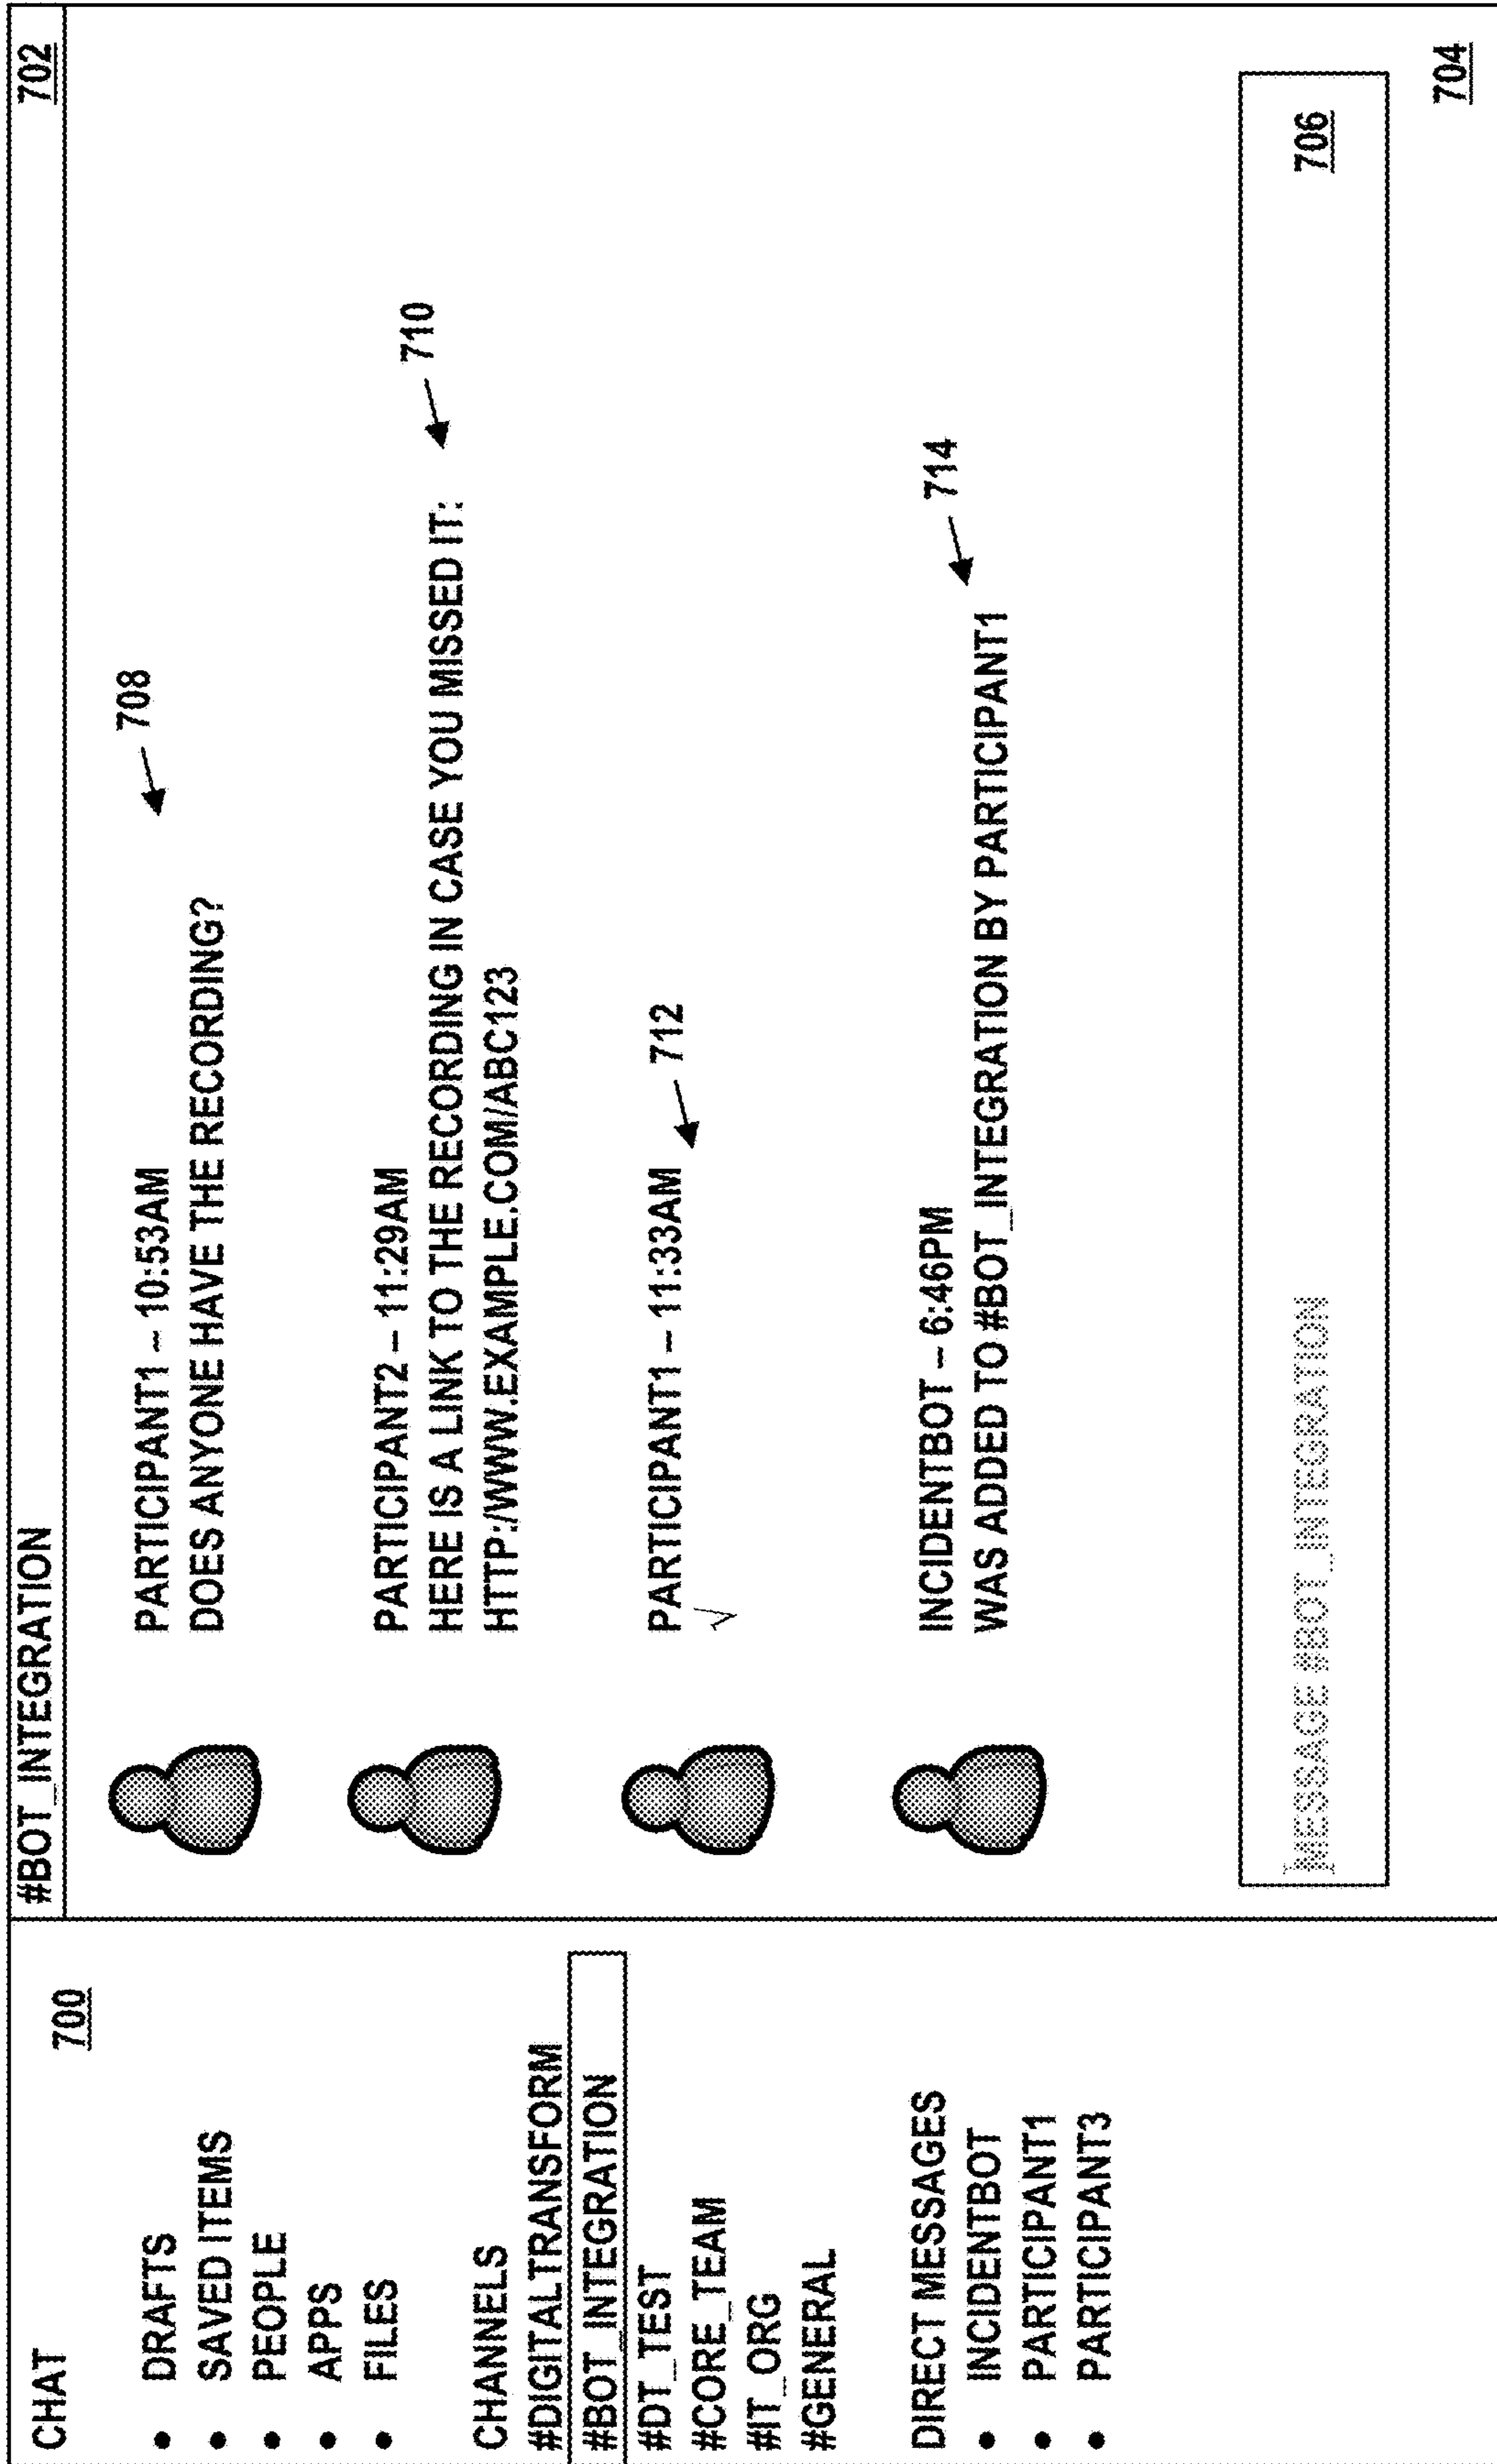 CHAT
700
• DRAFTS
• SAVED ITEMS
• PEOPLE
• APPS
• FILES
CHANNELS
#DIGITALTRANSFORM
#BOT_INTEGRATION
#DT_TEST
#CORE_TEAM
#IT_ORG
#GENERAL
DIRECT MESSAGES
• INCIDENTBOT
• PARTICIPANT1
• PARTICIPANT3
#BOT_INTEGRATION 702
PARTICIPANT1 – 10:53AM 708
DOES ANYONE HAVE THE RECORDING?
PARTICIPANT2 – 11:29AM 710
HERE IS A LINK TO THE RECORDING IN CASE YOU MISSED IT:
HTTP:/WWW.EXAMPLE.COM/ABC123
PARTICIPANT1 – 11:33AM 712
√
INCIDENTBOT – 6:46PM 714
WAS ADDED TO #BOT_INTEGRATION BY PARTICIPANT1
MESSAGE #BOT_INTEGRATION 706
704